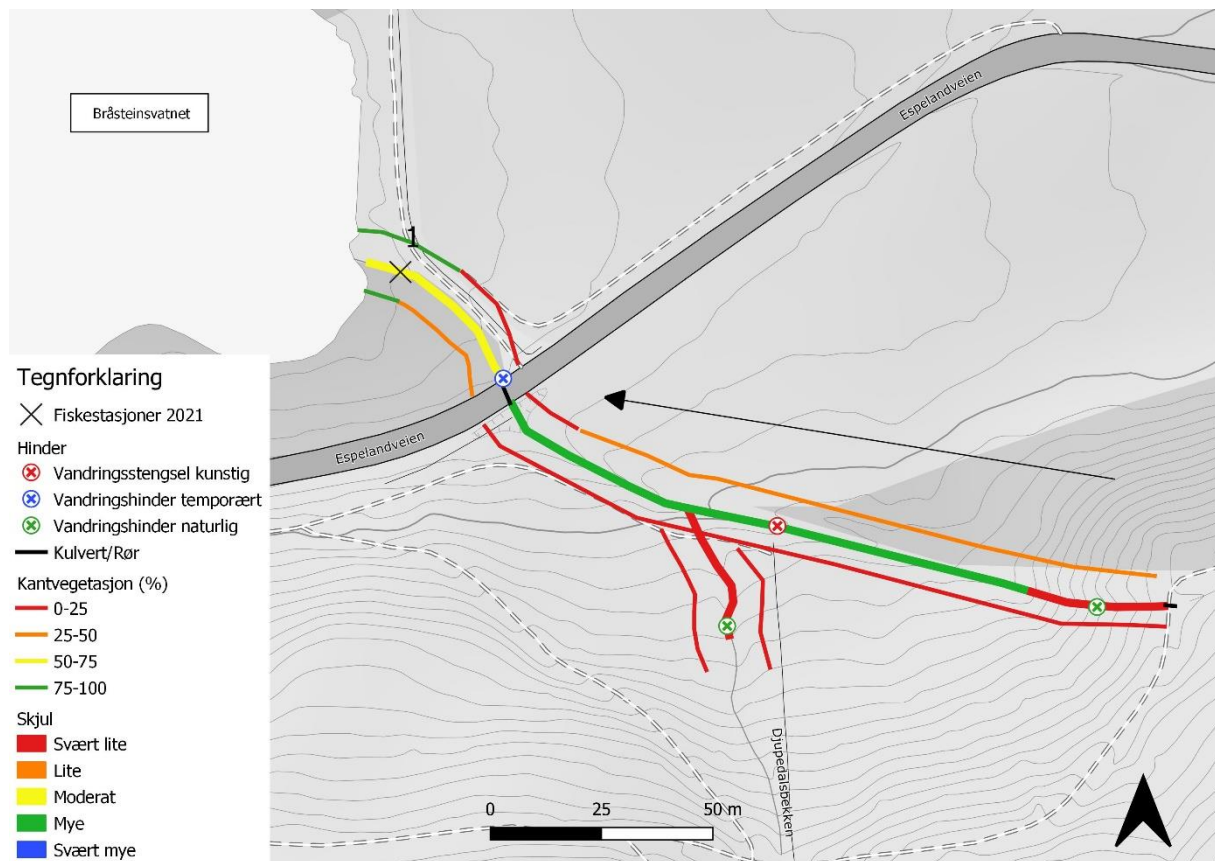 Bråsteinsvatnet
Espelandveien
1
Espelandveien
Djupedalsbekken
Tegnforklaring
Fiskestasjoner 2021
Hinder
Vandringsstengsel kunstig
Vandringshinder temporært
Vandringshinder naturlig
Kulvert/Rør
Kantvegetasjon (%)
0-25
25-50
50-75
75-100
Skjul
Svært lite
Lite
Moderat
Mye
Svært mye
0 25 50 m